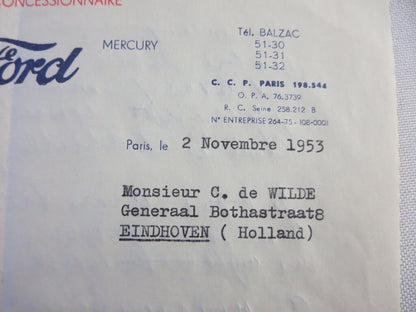 CONCESSIONNAIRE
Ford
MERCURY
Tél. BALZAC
51-30
51-31
51-32
C. C. P. PARIS 198.544
O. P. A. 76.3739
R. C. Seine 258.212 B
N° ENTREPRISE 264-75 - 108-0001
Paris, le 2 Novembre 1953
Monsieur C. de WILDE
Generaal Bothastraat8
EINDHOVEN ( Holland)